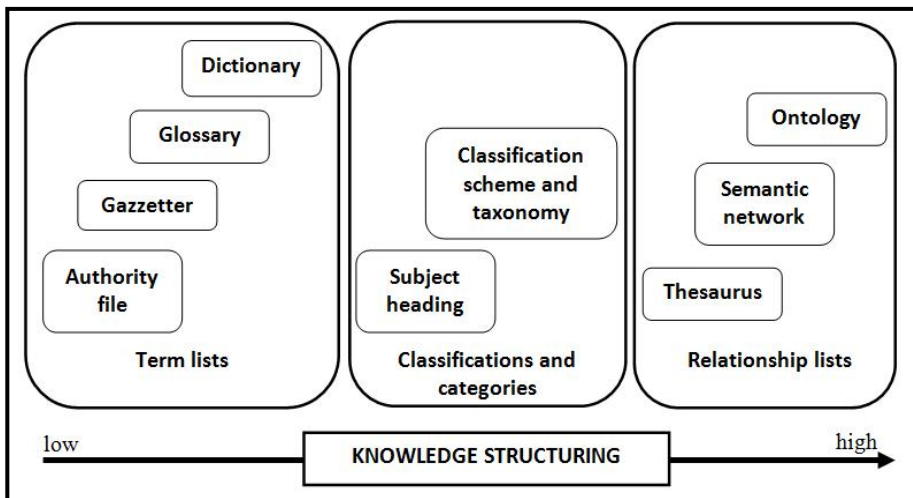 Dictionary
Glossary
Gazzetter
Authority
file
Term lists
Classification
scheme and
taxonomy
Subject
heading
Classifications and
categories
Ontology
Semantic
network
Thesaurus
Relationship lists
low
KNOWLEDGE STRUCTURING
high